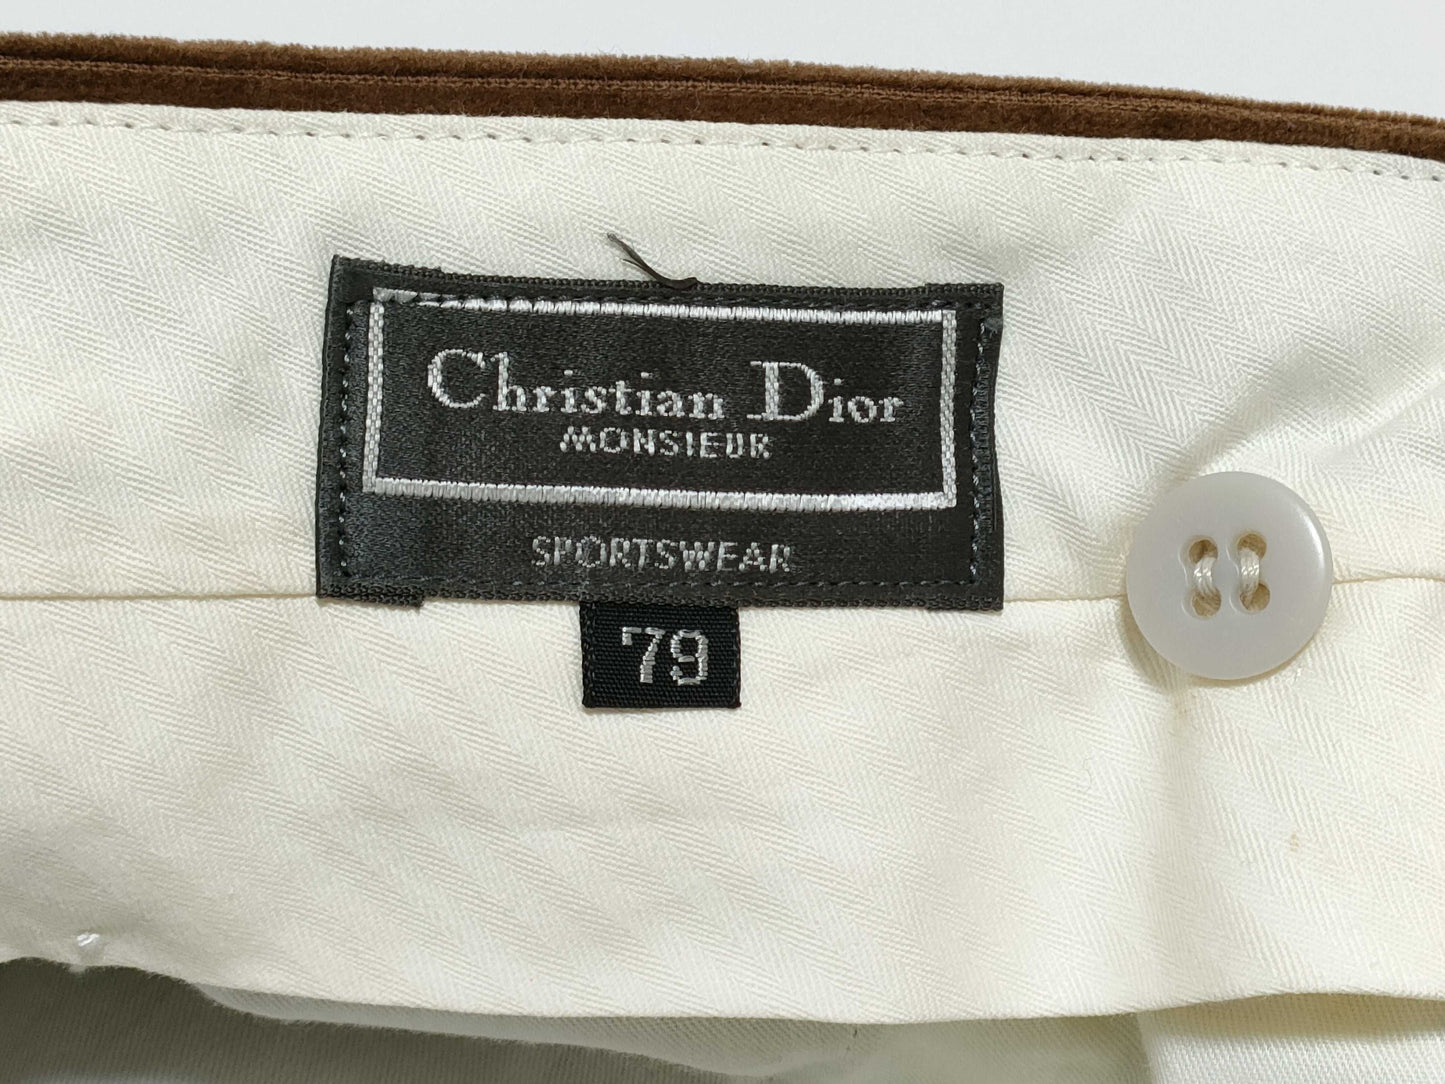 Christian Dior
MONSIEUR
SPORTSWEAR
79